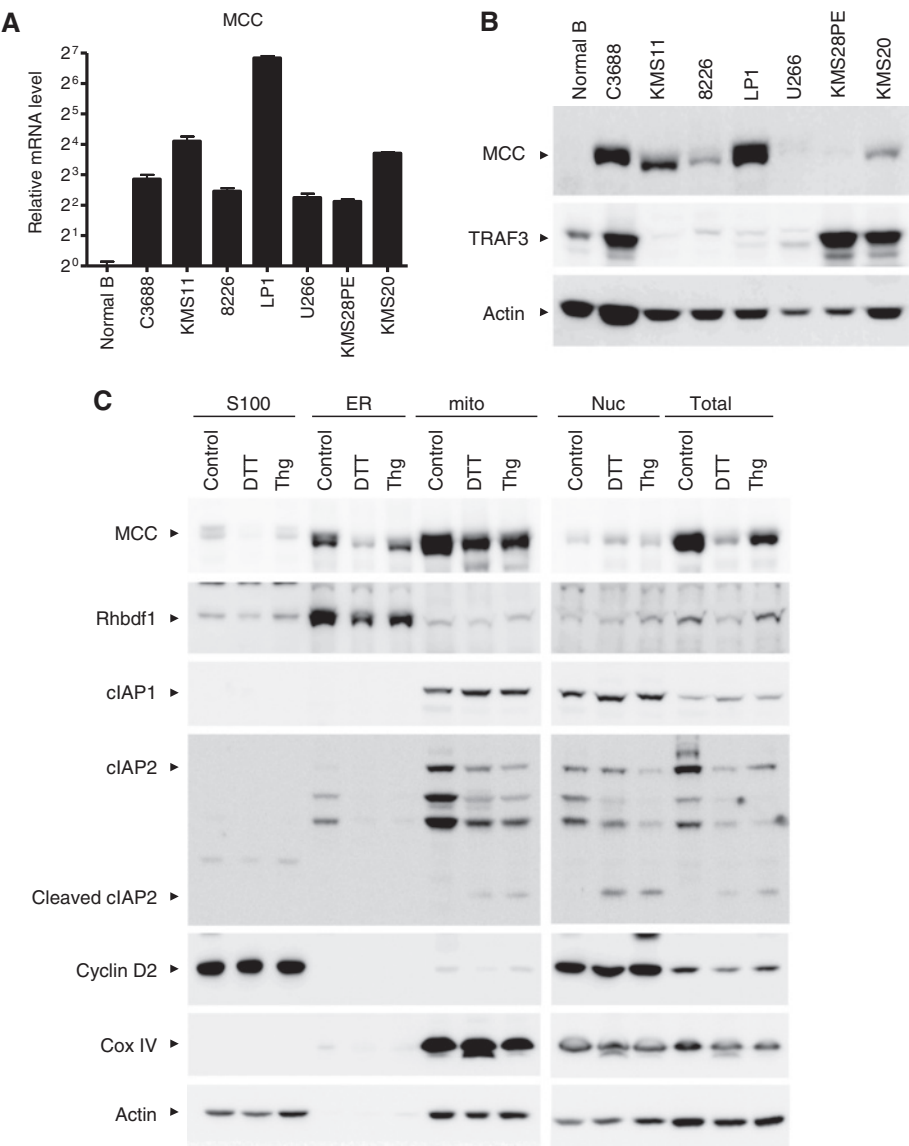 A
MCC
Relative mRNA level
2⁷
2⁶
2⁵
2⁴
2³
2²
2¹
2⁰
Normal B
C3688
KMS11
8226
LP1
U266
KMS28PE
KMS20
B
Normal B
C3688
KMS11
8226
LP1
U266
KMS28PE
KMS20
MCC
TRAF3
Actin
C
S100 ER mito Nuc Total
Control DTT Thg Control DTT Thg Control DTT Thg Control DTT Thg Control DTT Thg
MCC
Rhbdf1
cIAP1
cIAP2
Cleaved cIAP2
Cyclin D2
Cox IV
Actin